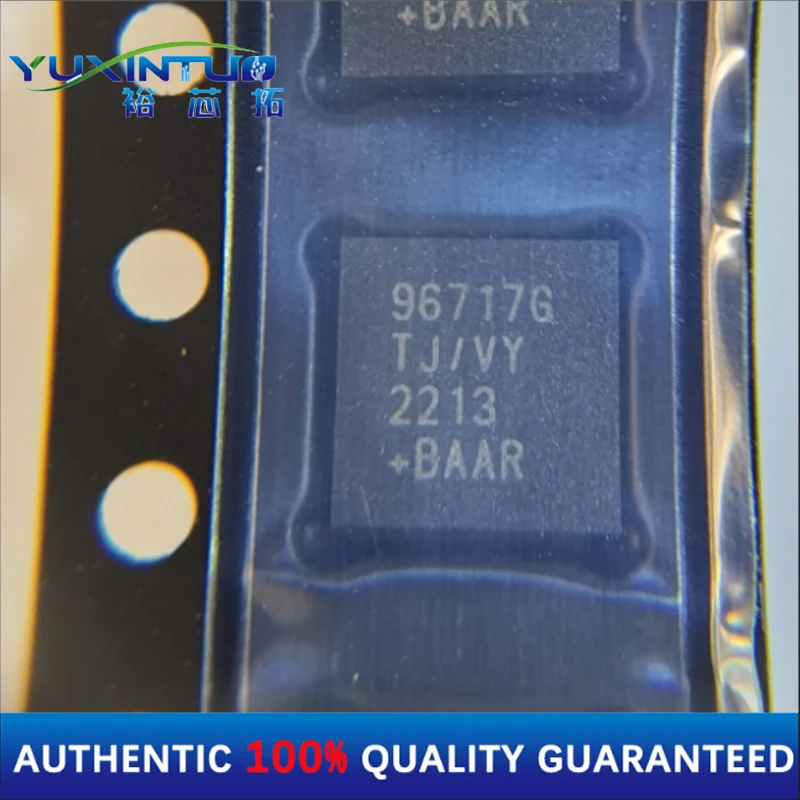 +BAAR
YUXINTUO
裕芯拓
96717G
TJ/VY
2213
+BAAR
AUTHENTIC 100% QUALITY GUARANTEED